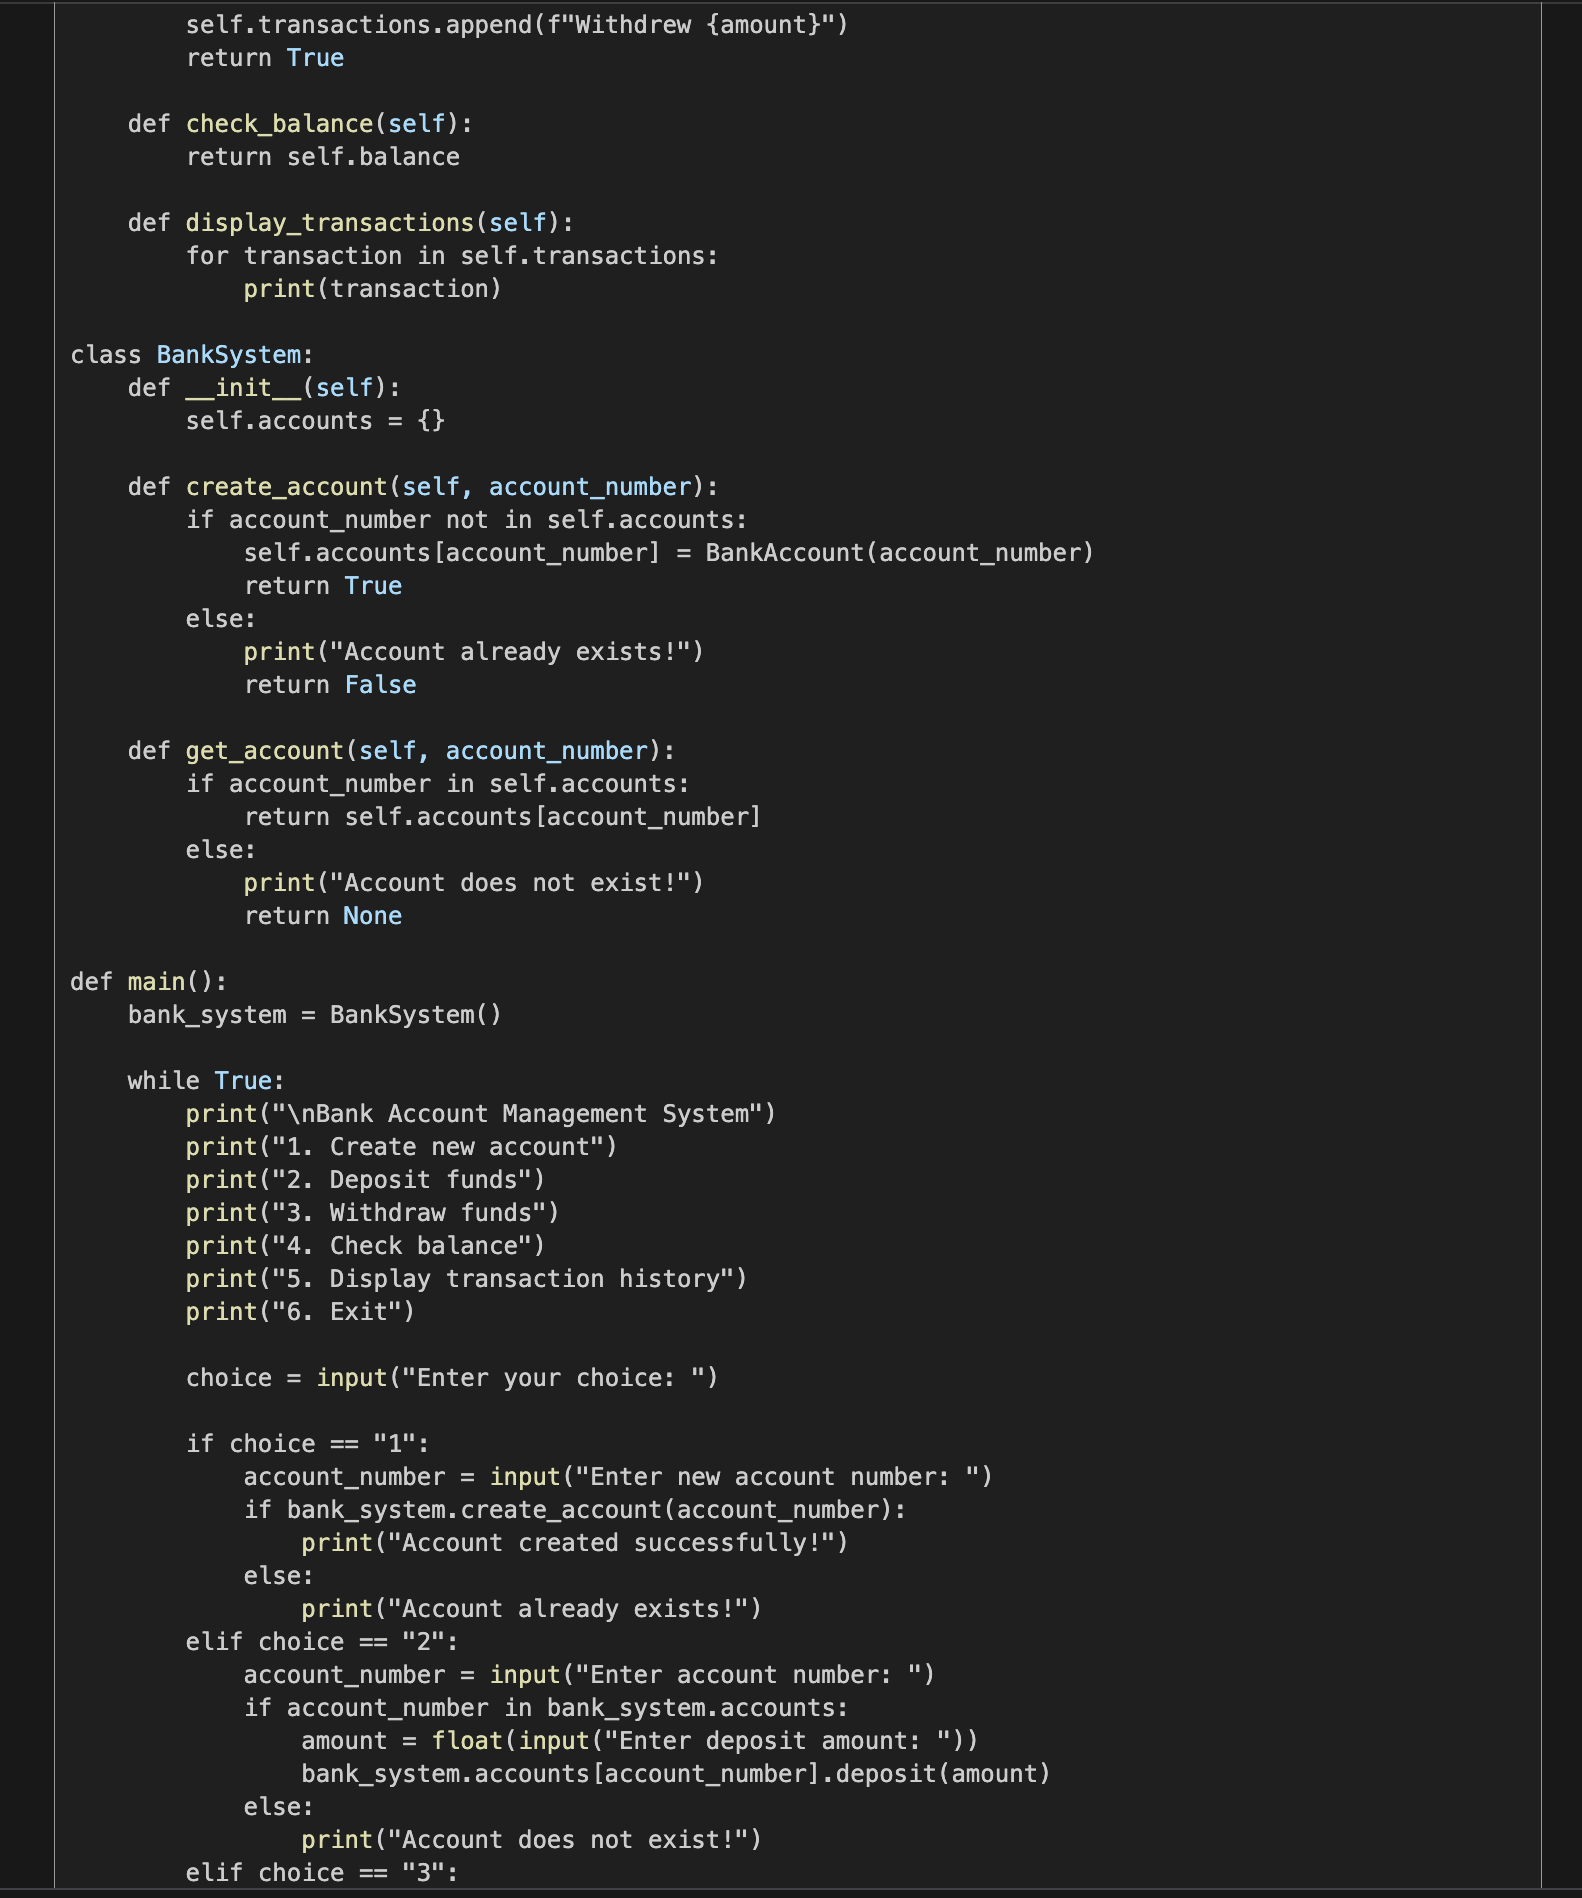 self.transactions.append(f"Withdrew {amount}")
        return True

    def check_balance(self):
        return self.balance

    def display_transactions(self):
        for transaction in self.transactions:
            print(transaction)

class BankSystem:
    def __init__(self):
        self.accounts = {}

    def create_account(self, account_number):
        if account_number not in self.accounts:
            self.accounts[account_number] = BankAccount(account_number)
            return True
        else:
            print("Account already exists!")
            return False

    def get_account(self, account_number):
        if account_number in self.accounts:
            return self.accounts[account_number]
        else:
            print("Account does not exist!")
            return None

def main():
    bank_system = BankSystem()

    while True:
        print("\nBank Account Management System")
        print("1. Create new account")
        print("2. Deposit funds")
        print("3. Withdraw funds")
        print("4. Check balance")
        print("5. Display transaction history")
        print("6. Exit")

        choice = input("Enter your choice: ")

        if choice == "1":
            account_number = input("Enter new account number: ")
            if bank_system.create_account(account_number):
                print("Account created successfully!")
            else:
                print("Account already exists!")
        elif choice == "2":
            account_number = input("Enter account number: ")
            if account_number in bank_system.accounts:
                amount = float(input("Enter deposit amount: "))
                bank_system.accounts[account_number].deposit(amount)
            else:
                print("Account does not exist!")
        elif choice == "3":